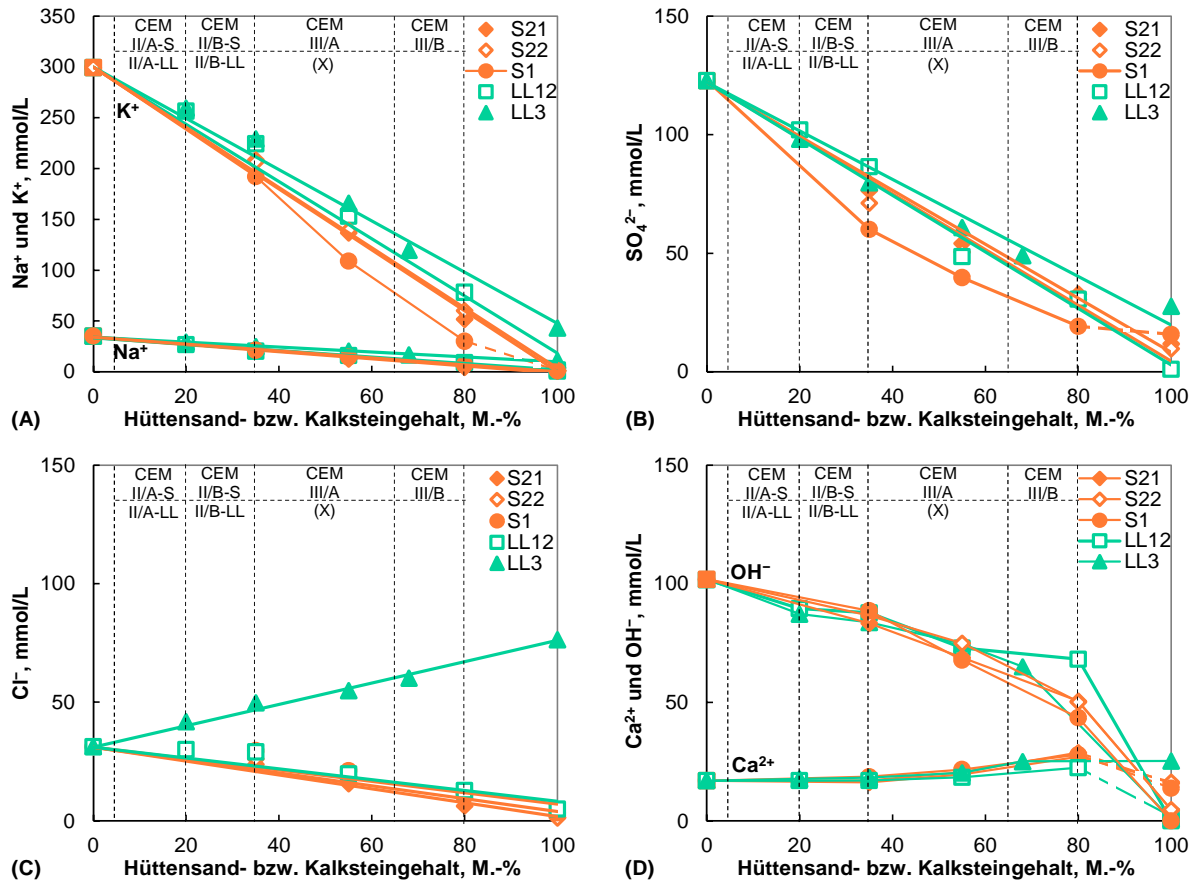 CEM II/A-S II/A-LL
CEM II/B-S II/B-LL
CEM III/A (X)
CEM III/B
S21
S22
S1
LL12
LL3
K⁺
Na⁺
Na⁺ und K⁺, mmol/L
350
300
250
200
150
100
50
0
0 20 40 60 80 100
(A) Hüttensand- bzw. Kalksteingehalt, M.-%
CEM II/A-S II/A-LL
CEM II/B-S II/B-LL
CEM III/A (X)
CEM III/B
S21
S22
S1
LL12
LL3
SO₄²⁻, mmol/L
150
100
50
0
0 20 40 60 80 100
(B) Hüttensand- bzw. Kalksteingehalt, M.-%
CEM II/A-S II/A-LL
CEM II/B-S II/B-LL
CEM III/A (X)
CEM III/B
S21
S22
S1
LL12
LL3
Cl⁻, mmol/L
150
100
50
0
0 20 40 60 80 100
(C) Hüttensand- bzw. Kalksteingehalt, M.-%
CEM II/A-S II/A-LL
CEM II/B-S II/B-LL
CEM III/A (X)
CEM III/B
S21
S22
S1
LL12
LL3
OH⁻
Ca²⁺
Ca²⁺ und OH⁻, mmol/L
150
100
50
0
0 20 40 60 80 100
(D) Hüttensand- bzw. Kalksteingehalt, M.-%